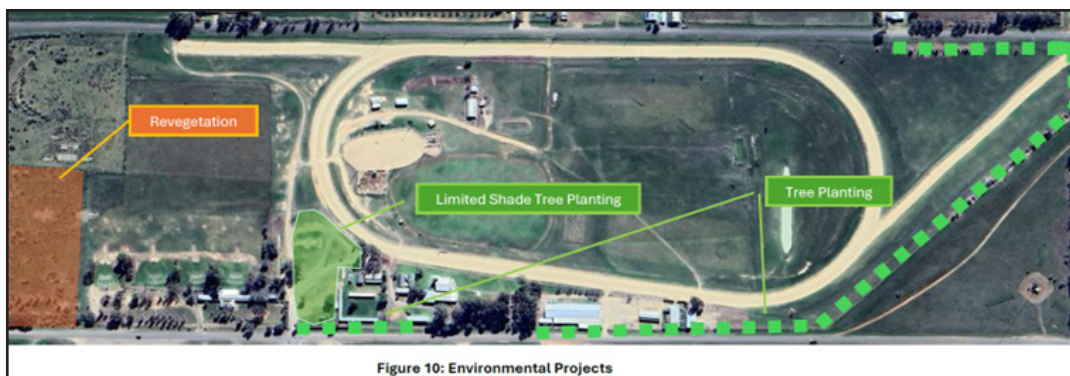 Revegetation
Limited Shade Tree Planting
Tree Planting
Figure 10: Environmental Projects